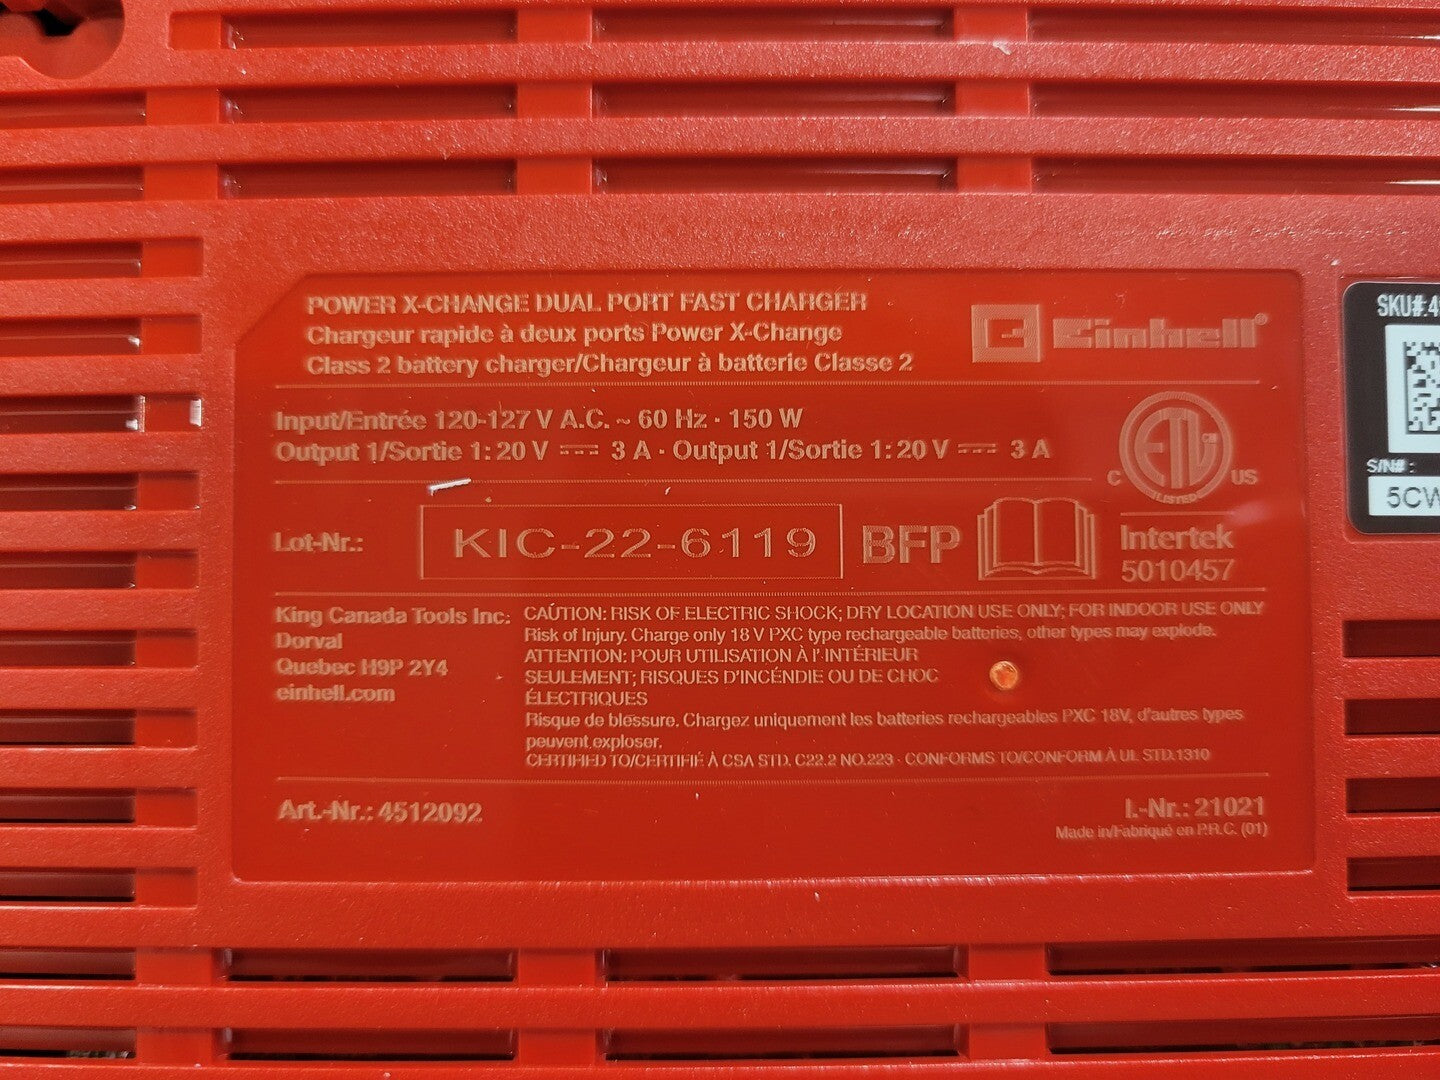 POWER X-CHANGE DUAL PORT FAST CHARGER
Chargeur rapide à deux ports Power X-Change
Class 2 battery charger/Chargeur à batterie Classe 2
Einhell®
Input/Entrée 120-127 V A.C. ~ 60 Hz · 150 W
Output 1/Sortie 1: 20 V 3 A · Output 1/Sortie 1: 20 V 3 A
C ETL US
LISTED
Lot-Nr.: KIC-22-6119 BFP
Intertek
5010457
King Canada Tools Inc.
Dorval
Quebec H9P 2Y4
einhell.com
CAUTION: RISK OF ELECTRIC SHOCK; DRY LOCATION USE ONLY; FOR INDOOR USE ONLY
Risk of Injury. Charge only 18 V PXC type rechargeable batteries, other types may explode.
ATTENTION: POUR UTILISATION À l' INTÉRIEUR
SEULEMENT; RISQUES D'INCÉNDIE OU DE CHOC
ÉLECTRIQUES
Risque de blessure. Chargez uniquement les batteries rechargeables PXC 18V, d'autres types
peuvent exploser.
CERTIFIED TO/CERTIFIÉ À CSA STD. C22.2 NO.223 · CONFORMS TO/CONFORM À UL STD.1310
Art.-Nr.: 4512092
I.-Nr.: 21021
Made in/Fabriqué en P.R.C. (01)
SKU#:
S/N# :
5CW